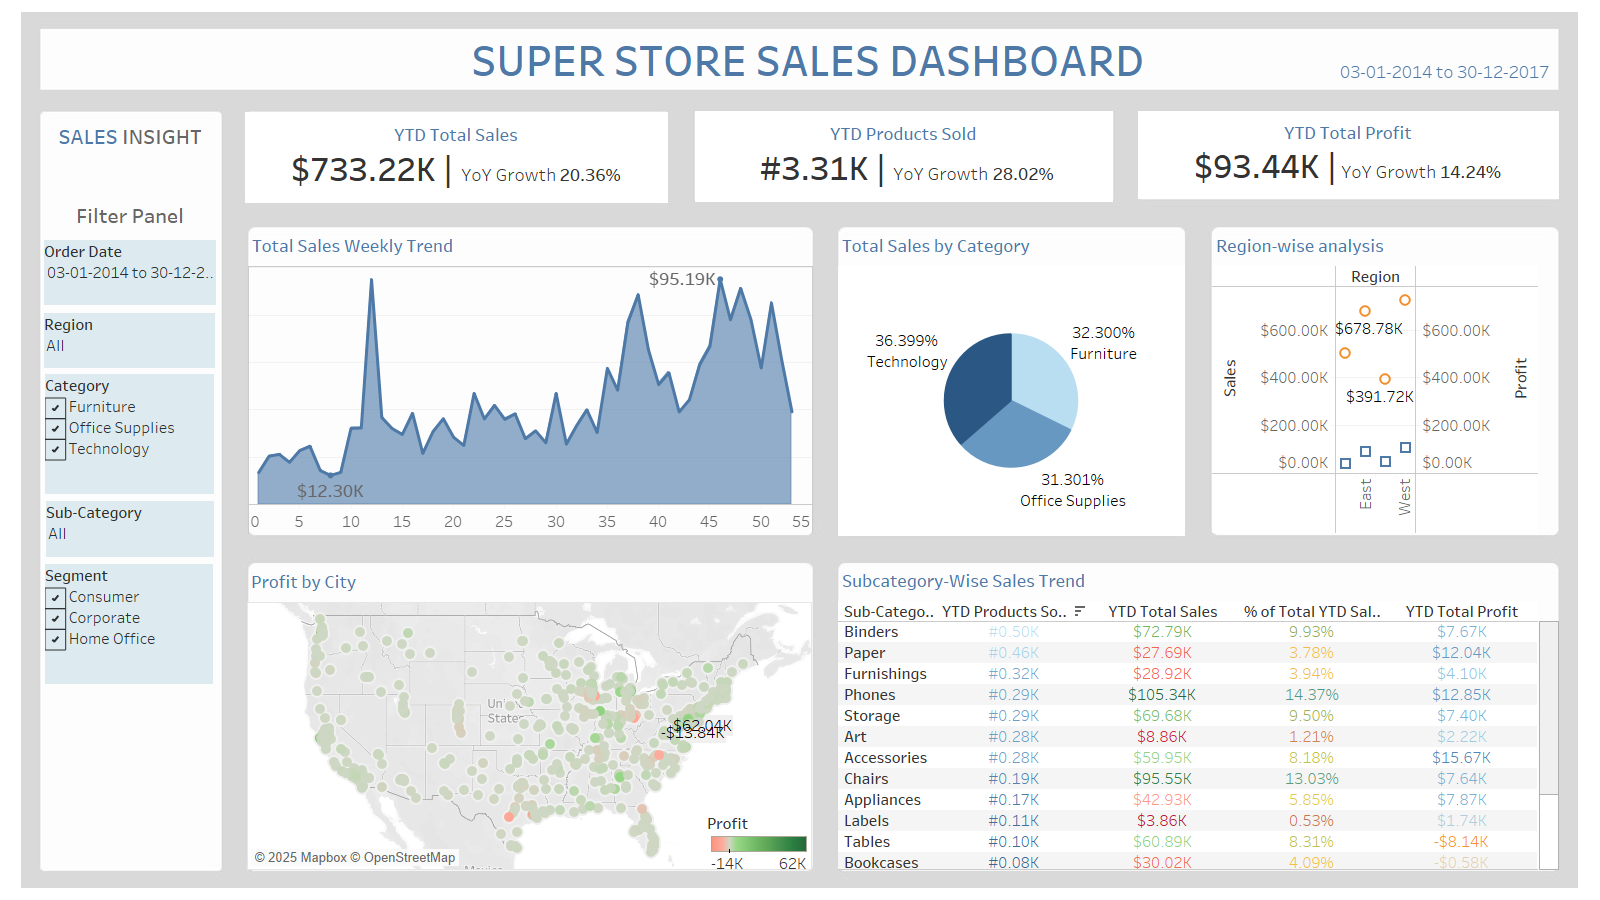 SUPER STORE SALES DASHBOARD
03-01-2014 to 30-12-2017
SALES INSIGHT
Filter Panel
Order Date
03-01-2014 to 30-12-2..
Region
All
Category
Furniture
Office Supplies
Technology
Sub-Category
All
Segment
Consumer
Corporate
Home Office
YTD Total Sales
$733.22K | YoY Growth 20.36%
YTD Products Sold
#3.31K | YoY Growth 28.02%
YTD Total Profit
$93.44K | YoY Growth 14.24%
Total Sales Weekly Trend
$95.19K
$12.30K
0 5 10 15 20 25 30 35 40 45 50 55
Total Sales by Category
36.399%
Technology
32.300%
Furniture
31.301%
Office Supplies
Region-wise analysis
Region
Sales
$600.00K
$400.00K
$200.00K
$0.00K
$678.78K
$391.72K
East
West
$600.00K
$400.00K
$200.00K
$0.00K
Profit
Profit by City
$62.04K
-$13.84K
Profit
-14K 62K
© 2025 Mapbox © OpenStreetMap
Subcategory-Wise Sales Trend
Sub-Catego.. YTD Products So.. YTD Total Sales % of Total YTD Sal.. YTD Total Profit
Binders #0.50K $72.79K 9.93% $7.67K
Paper #0.46K $27.69K 3.78% $12.04K
Furnishings #0.32K $28.92K 3.94% $4.10K
Phones #0.29K $105.34K 14.37% $12.85K
Storage #0.29K $69.68K 9.50% $7.40K
Art #0.28K $8.86K 1.21% $2.22K
Accessories #0.28K $59.95K 8.18% $15.67K
Chairs #0.19K $95.55K 13.03% $7.64K
Appliances #0.17K $42.93K 5.85% $7.87K
Labels #0.11K $3.86K 0.53% $1.74K
Tables #0.10K $60.89K 8.31% -$8.14K
Bookcases #0.08K $30.02K 4.09% -$0.58K